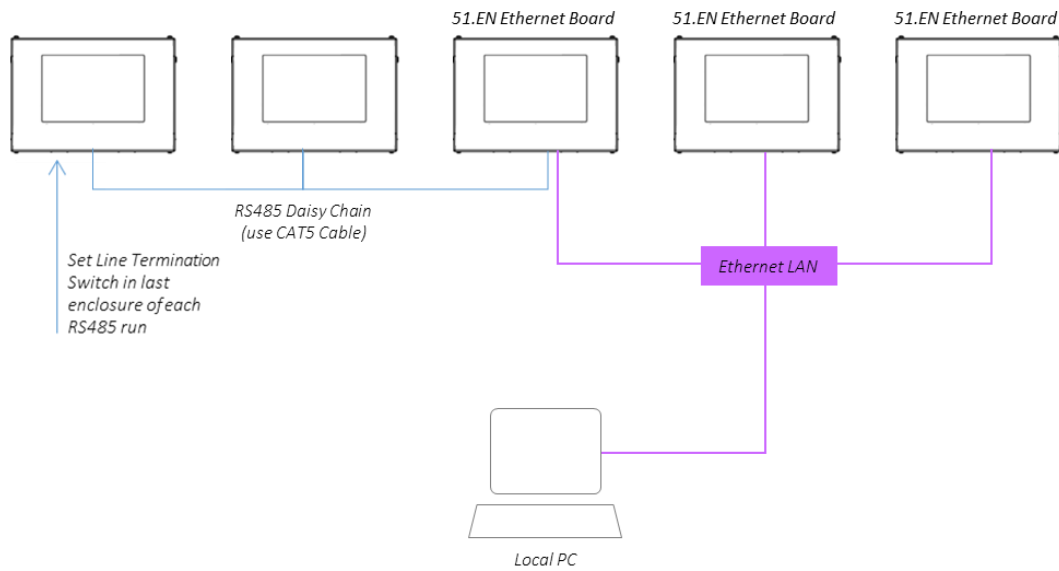 51.EN Ethernet Board
51.EN Ethernet Board
51.EN Ethernet Board
RS485 Daisy Chain
(use CAT5 Cable)
Set Line Termination
Switch in last
enclosure of each
RS485 run
Ethernet LAN
Local PC